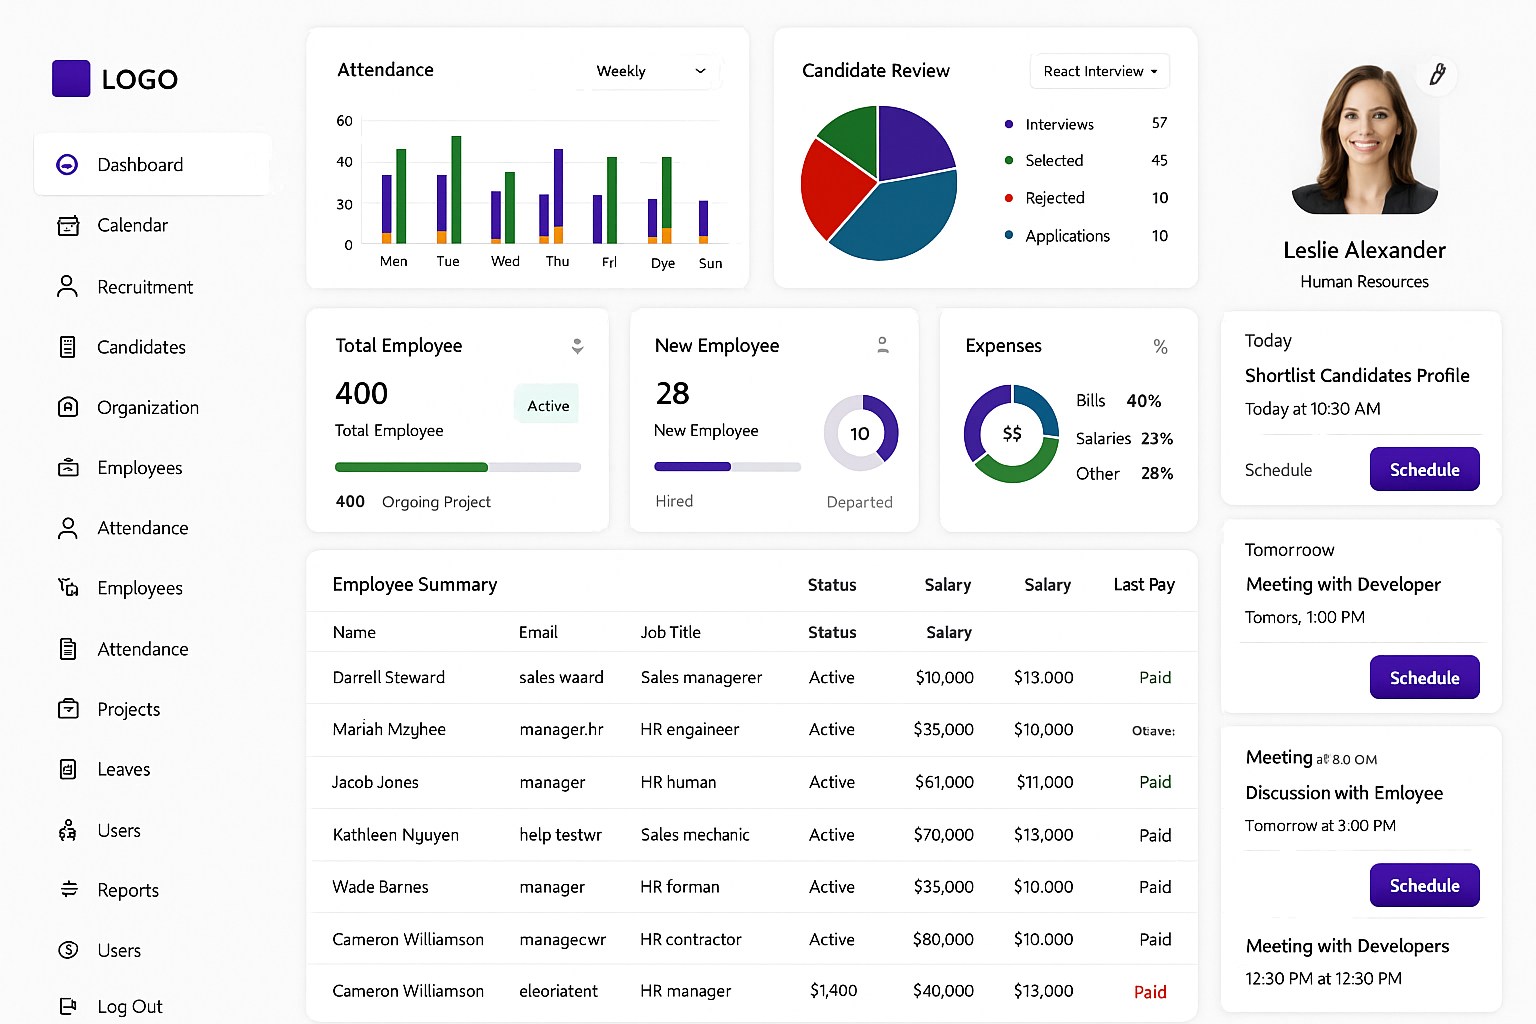 LOGO
Dashboard
Calendar
Recruitment
Candidates
Organization
Employees
Attendance
Employees
Attendance
Projects
Leaves
Users
Reports
Users
Log Out
Attendance
Weekly
60
40
30
0
Men Tue Wed Thu Frl Dye Sun
Candidate Review
React Interview
Interviews 57
Selected 45
Rejected 10
Applications 10
Total Employee
400
Active
Total Employee
400 Orgoing Project
New Employee
28
New Employee
10
Hired
Departed
Expenses
%
$$
Bills 40%
Salaries 23%
Other 28%
Employee Summary Status Salary Salary Last Pay
Name Email Job Title Status Salary
Darrell Steward sales waard Sales managerer Active $10,000 $13.000 Paid
Mariah Mzyhee manager.hr HR engaineer Active $35,000 $10,000
Jacob Jones manager HR human Active $61,000 $11,000 Paid
Kathleen Nyuyen help testwr Sales mechanic Active $70,000 $13,000 Paid
Wade Barnes manager HR forman Active $35,000 $10.000 Paid
Cameron Williamson managecwr HR contractor Active $80,000 $10.000 Paid
Cameron Williamson eleoriatent HR manager $1,400 $40,000 $13,000 Paid
Leslie Alexander
Human Resources
Today
Shortlist Candidates Profile
Today at 10:30 AM
Schedule Schedule
Tomorroow
Meeting with Developer
Tomors, 1:00 PM
Schedule
Meeting 8.0 OM
Discussion with Emloyee
Tomorrow at 3:00 PM
Schedule
Meeting with Developers
12:30 PM at 12:30 PM